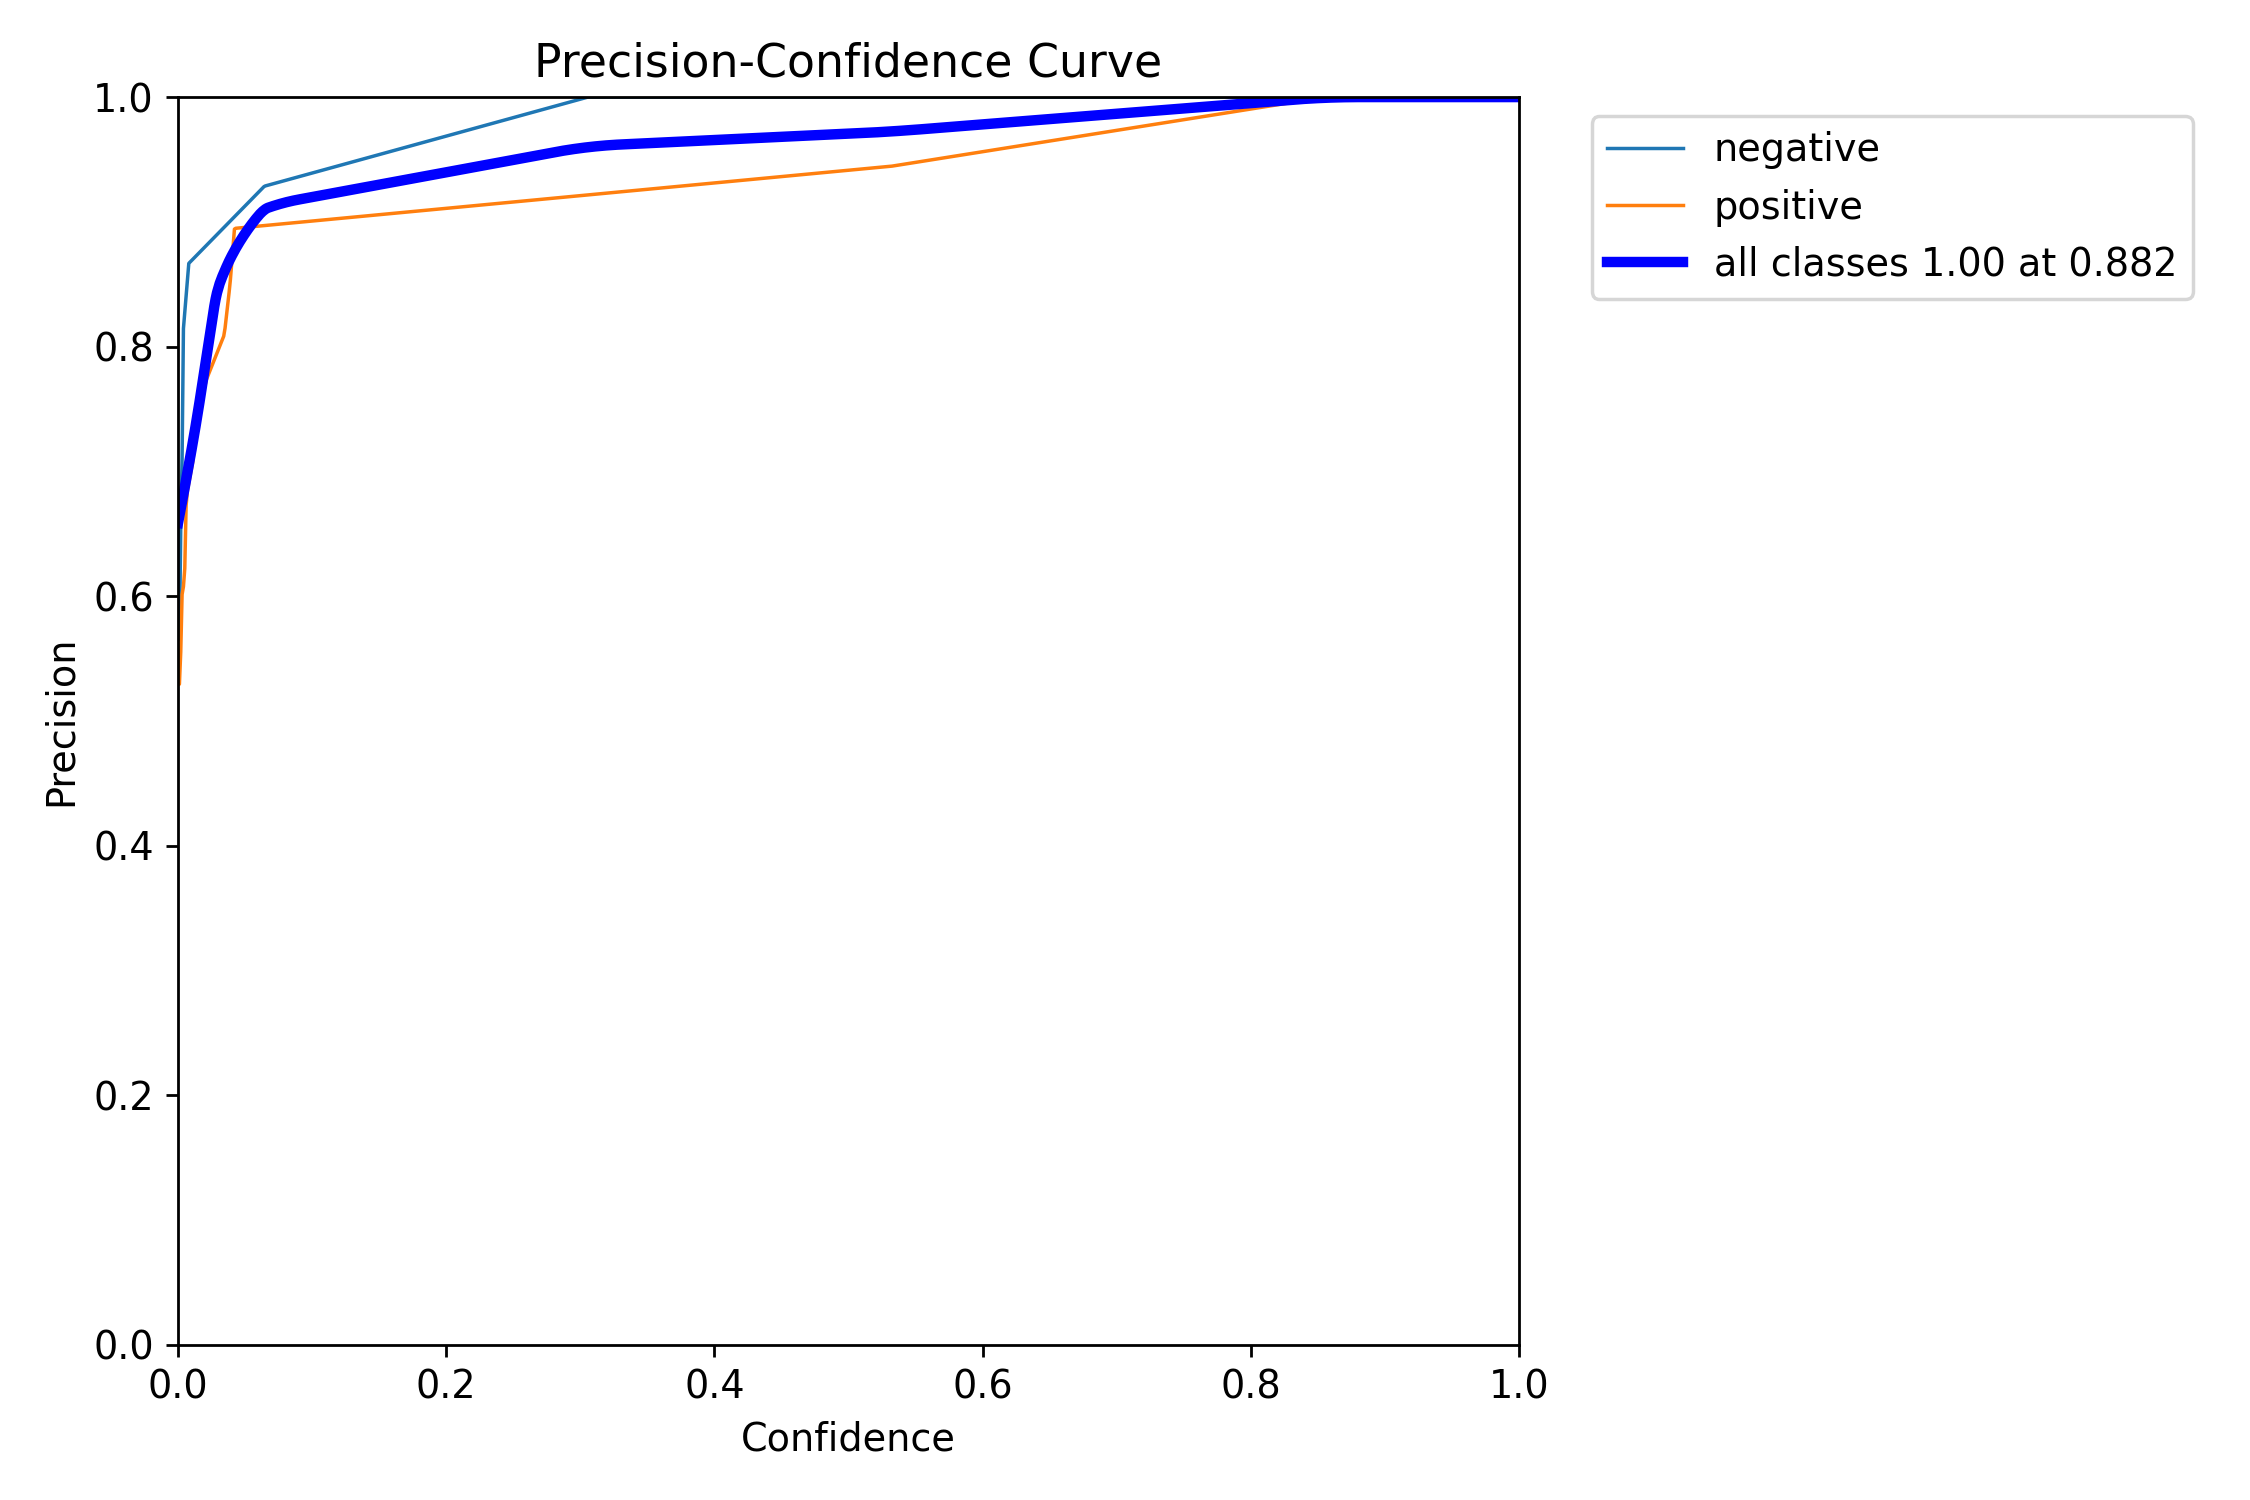 Precision-Confidence Curve
1.0
0.8
0.6
0.4
0.2
0.0
Precision
0.0 0.2 0.4 0.6 0.8 1.0
Confidence
negative
positive
all classes 1.00 at 0.882